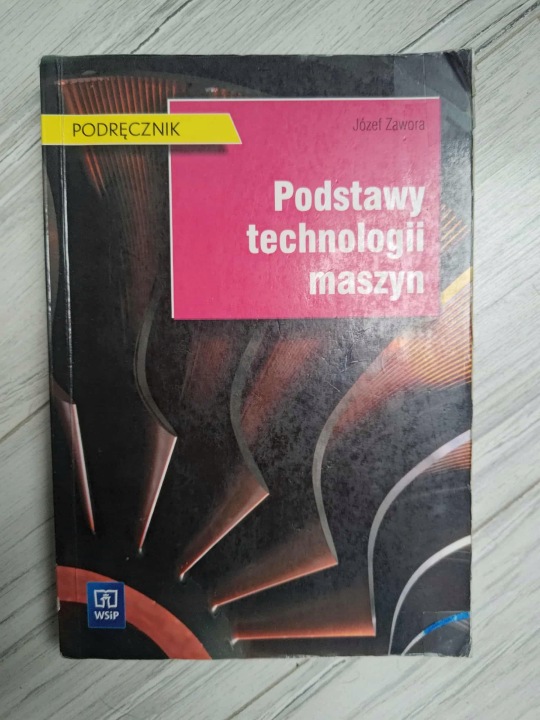 PODRĘCZNIK
Józef Zawora
Podstawy
technologii
maszyn
WSiP